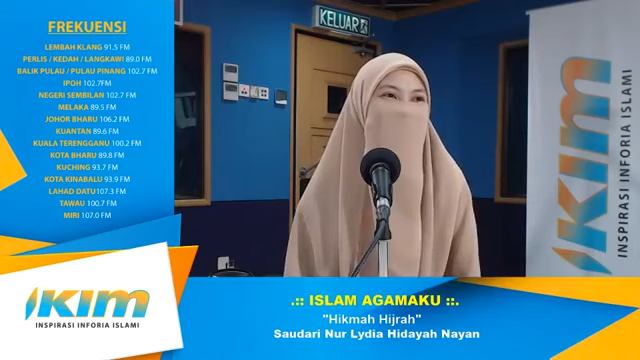 FREKUENSI
LEMBAH KLANG 91.5 FM
PERLIS / KEDAH / LANGKAWI 89.0 FM
BALIK PULAU / PULAU PINANG 102.7 FM
IPOH 102.7FM
NEGERI SEMBILAN 102.7 FM
MELAKA 89.5 FM
JOHOR BHARU 106.2 FM
KUANTAN 89.6 FM
KUALA TERENGGANU 100.2 FM
KOTA BHARU 89.8 FM
KUCHING 93.7 FM
KOTA KINABALU 93.9 FM
LAHAD DATU107.3 FM
TAWAU 100.7 FM
MIRI 107.0 FM
KELUAR
IKIM
INSPIRASI INFORIA ISLAMI
IKIM
INSPIRASI INFORIA ISLAMI
.:: ISLAM AGAMAKU ::.
"Hikmah Hijrah"
Saudari Nur Lydia Hidayah Nayan